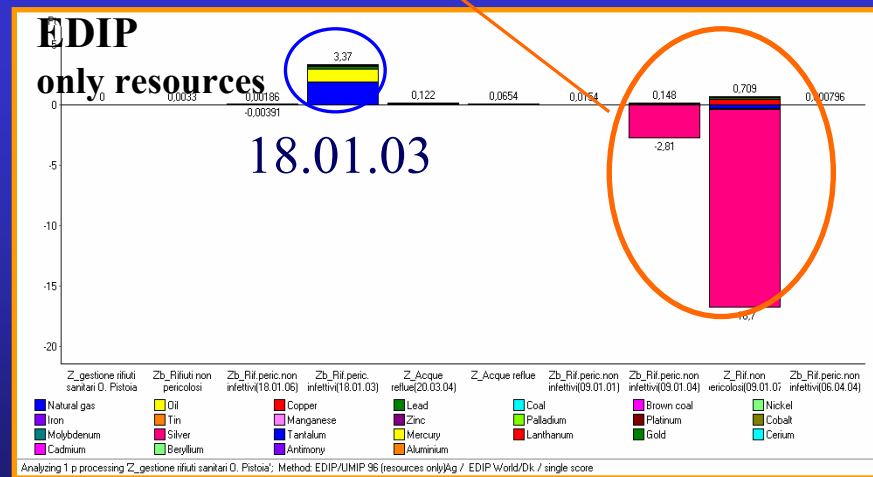 EDIP
only resources
18.01.03
5
0
-5
-10
-15
-20
0
0,0033
0,00186
-0,00391
3,37
0,122
0,0654
0,0154
0,148
-2,81
0,709
Z_gestione rifiuti sanitari O. Pistoia
Zb_Rifiuti non pericolosi
Zb_Rif.peric.non infettivi(18.01.06)
Zb_Rif.peric. infettivi(18.01.03)
Z_Acque reflue(20.03.04)
Z_Acque reflue
Zb_Rif.peric.non infettivi(09.01.01)
Zb_Rif.peric.non infettivi(09.01.04)
Z_Rif.non
Zb_Rif.peric.non infettivi(06.04.04)
Natural gas Oil Copper Lead Coal Brown coal Nickel
Iron Tin Manganese Zinc Palladium Platinum Cobalt
Molybdenum Silver Tantalum Mercury Lanthanum Gold Cerium
Cadmium Beryllium Antimony Aluminium
Analyzing 1 p processing 'Z_gestione rifiuti sanitari O. Pistoia'; Method: EDIP/UMIP 96 (resources only)Ag / EDIP World/Dk / single score